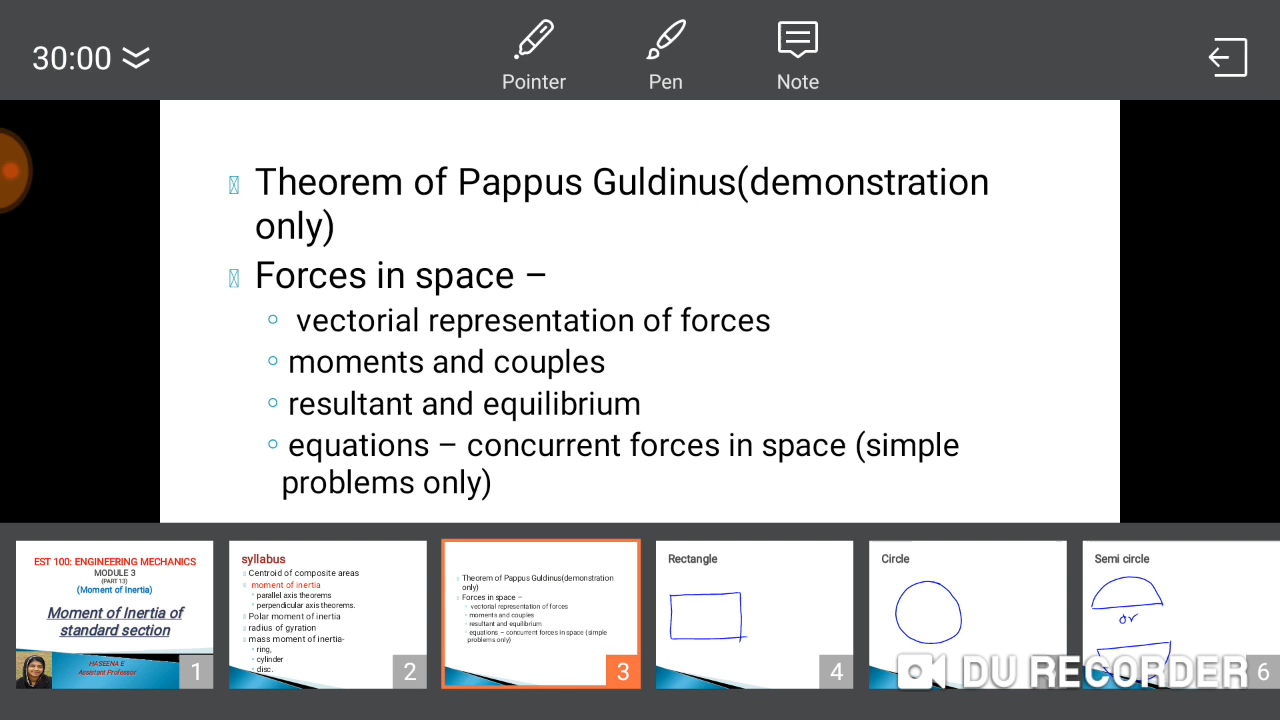 30:00
Pointer
Pen
Note
Theorem of Pappus Guldinus(demonstration
only)
Forces in space –
vectorial representation of forces
moments and couples
resultant and equilibrium
equations – concurrent forces in space (simple
problems only)
EST 100: ENGINEERING MECHANICS
MODULE 3
(PART 13)
(Moment of Inertia)
Moment of Inertia of
standard section
HASEENA E
Assistant Professor
1
syllabus
Centroid of composite areas
moment of inertia
parallel axis theorems
perpendicular axis theorems.
Polar moment of inertia
radius of gyration
mass moment of inertia-
ring,
cylinder
disc.
2
Theorem of Pappus Guldinus(demonstration
only)
Forces in space –
vectorial representation of forces
moments and couples
resultant and equilibrium
equations – concurrent forces in space (simple
problems only)
3
Rectangle
4
Circle
Semi circle
or
6
DU RECORDER